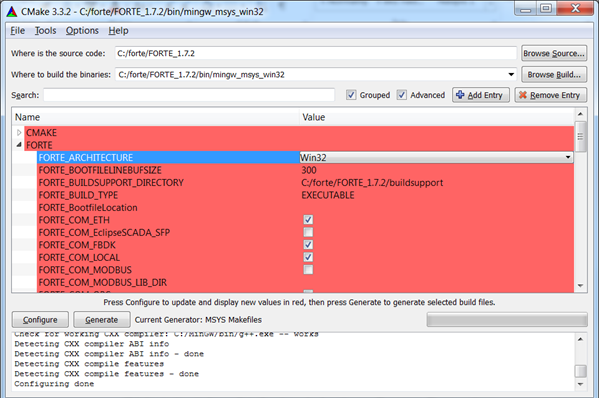 CMake 3.3.2 - C:/forte/FORTE_1.7.2/bin/mingw_msys_win32
File Tools Options Help
Where is the source code: C:/forte/FORTE_1.7.2 Browse Source...
Where to build the binaries: C:/forte/FORTE_1.7.2/bin/mingw_msys_win32 Browse Build...
Search: Grouped Advanced Add Entry Remove Entry
Name Value
CMAKE
FORTE
FORTE_ARCHITECTURE Win32
FORTE_BOOTFILELINEBUFSIZE 300
FORTE_BUILDSUPPORT_DIRECTORY C:/forte/FORTE_1.7.2/buildsupport
FORTE_BUILD_TYPE EXECUTABLE
FORTE_BootfileLocation
FORTE_COM_ETH
FORTE_COM_EclipseSCADA_SFP
FORTE_COM_FBDK
FORTE_COM_LOCAL
FORTE_COM_MODBUS
FORTE_COM_MODBUS_LIB_DIR
Press Configure to update and display new values in red, then press Generate to generate selected build files.
Configure Generate Current Generator: MSYS Makefiles
Check for working CXX compiler: C:/MinGW/bin/g++.exe -- works
Detecting CXX compiler ABI info
Detecting CXX compiler ABI info - done
Detecting CXX compile features
Detecting CXX compile features - done
Configuring done